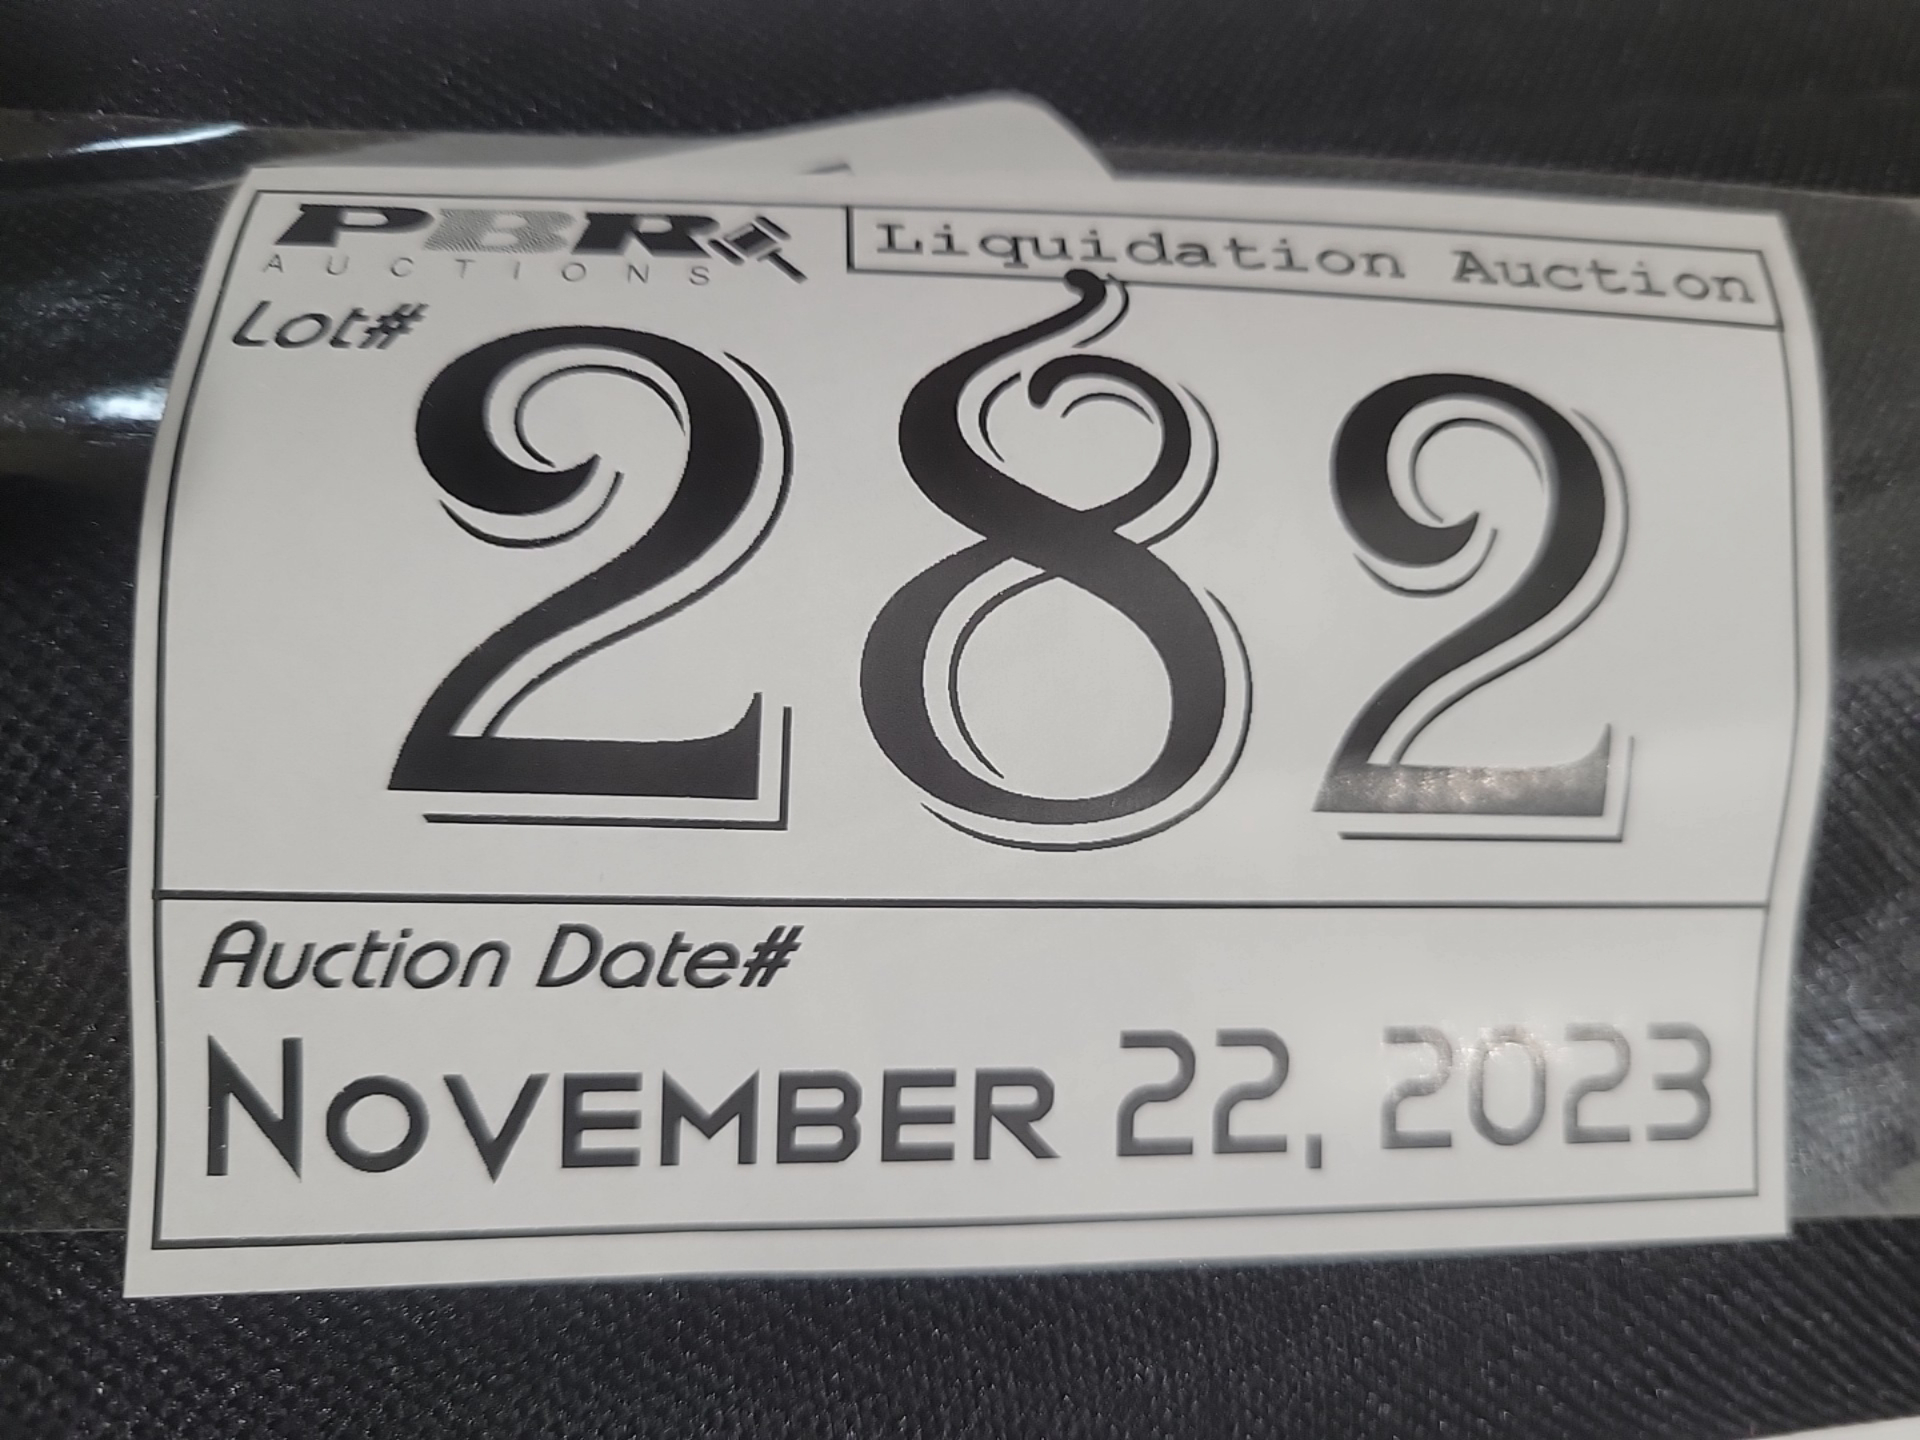 PBR
AUCTIONS
Liquidation Auction
Lot#
282
Auction Date#
NOVEMBER 22, 2023